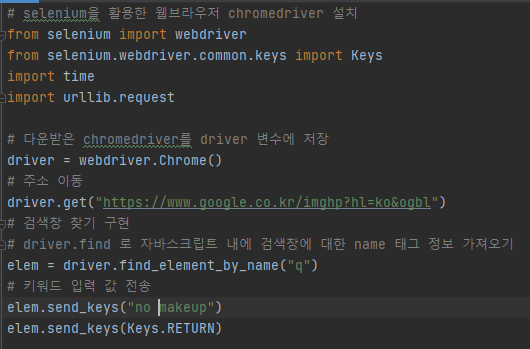 # selenium을 활용한 웹브라우저 chromedriver 설치
from selenium import webdriver
from selenium.webdriver.common.keys import Keys
import time
import urllib.request
# 다운받은 chromedriver를 driver 변수에 저장
driver = webdriver.Chrome()
# 주소 이동
driver.get("https://www.google.co.kr/imghp?hl=ko&ogbl")
# 검색창 찾기 구현
# driver.find 로 자바스크립트 내에 검색창에 대한 name 태그 정보 가져오기
elem = driver.find_element_by_name("q")
# 키워드 입력 값 전송
elem.send_keys("no makeup")
elem.send_keys(Keys.RETURN)